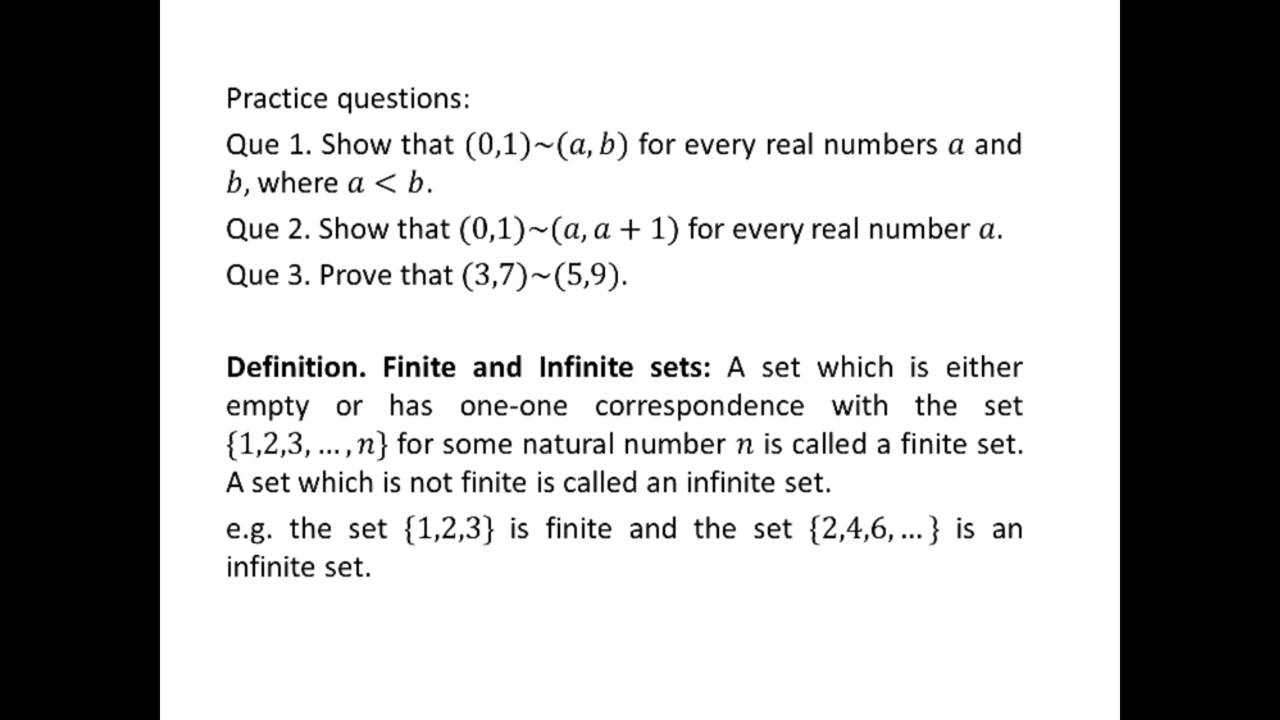 Practice questions:
Que 1. Show that (0,1)~(𝑎, 𝑏) for every real numbers 𝑎 and
𝑏, where 𝑎 < 𝑏.
Que 2. Show that (0,1)~(𝑎, 𝑎 + 1) for every real number 𝑎.
Que 3. Prove that (3,7)~(5,9).
Definition. Finite and Infinite sets: A set which is either
empty or has one-one correspondence with the set
{1,2,3, … , 𝑛} for some natural number 𝑛 is called a finite set.
A set which is not finite is called an infinite set.
e.g. the set {1,2,3} is finite and the set {2,4,6, … } is an
infinite set.